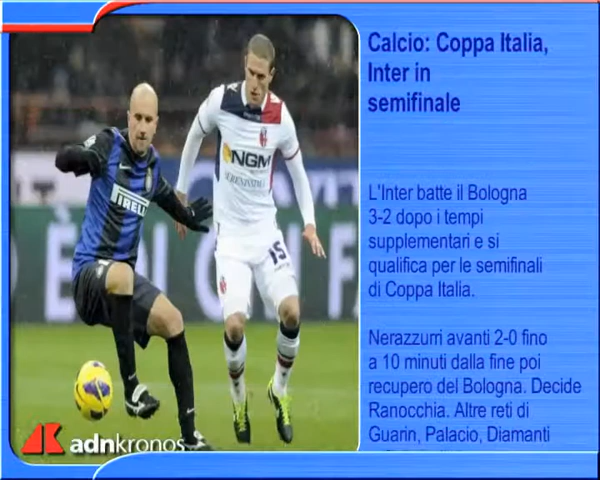 Calcio: Coppa Italia,
Inter in
semifinale
L'Inter batte il Bologna
3-2 dopo i tempi
supplementari e si
qualifica per le semifinali
di Coppa Italia.
Nerazzurri avanti 2-0 fino
a 10 minuti dalla fine poi
recupero del Bologna. Decide
Ranocchia. Altre reti di
Guarin, Palacio, Diamanti
PIRELLI
NGM
SERENISSIMA
15
adnkronos